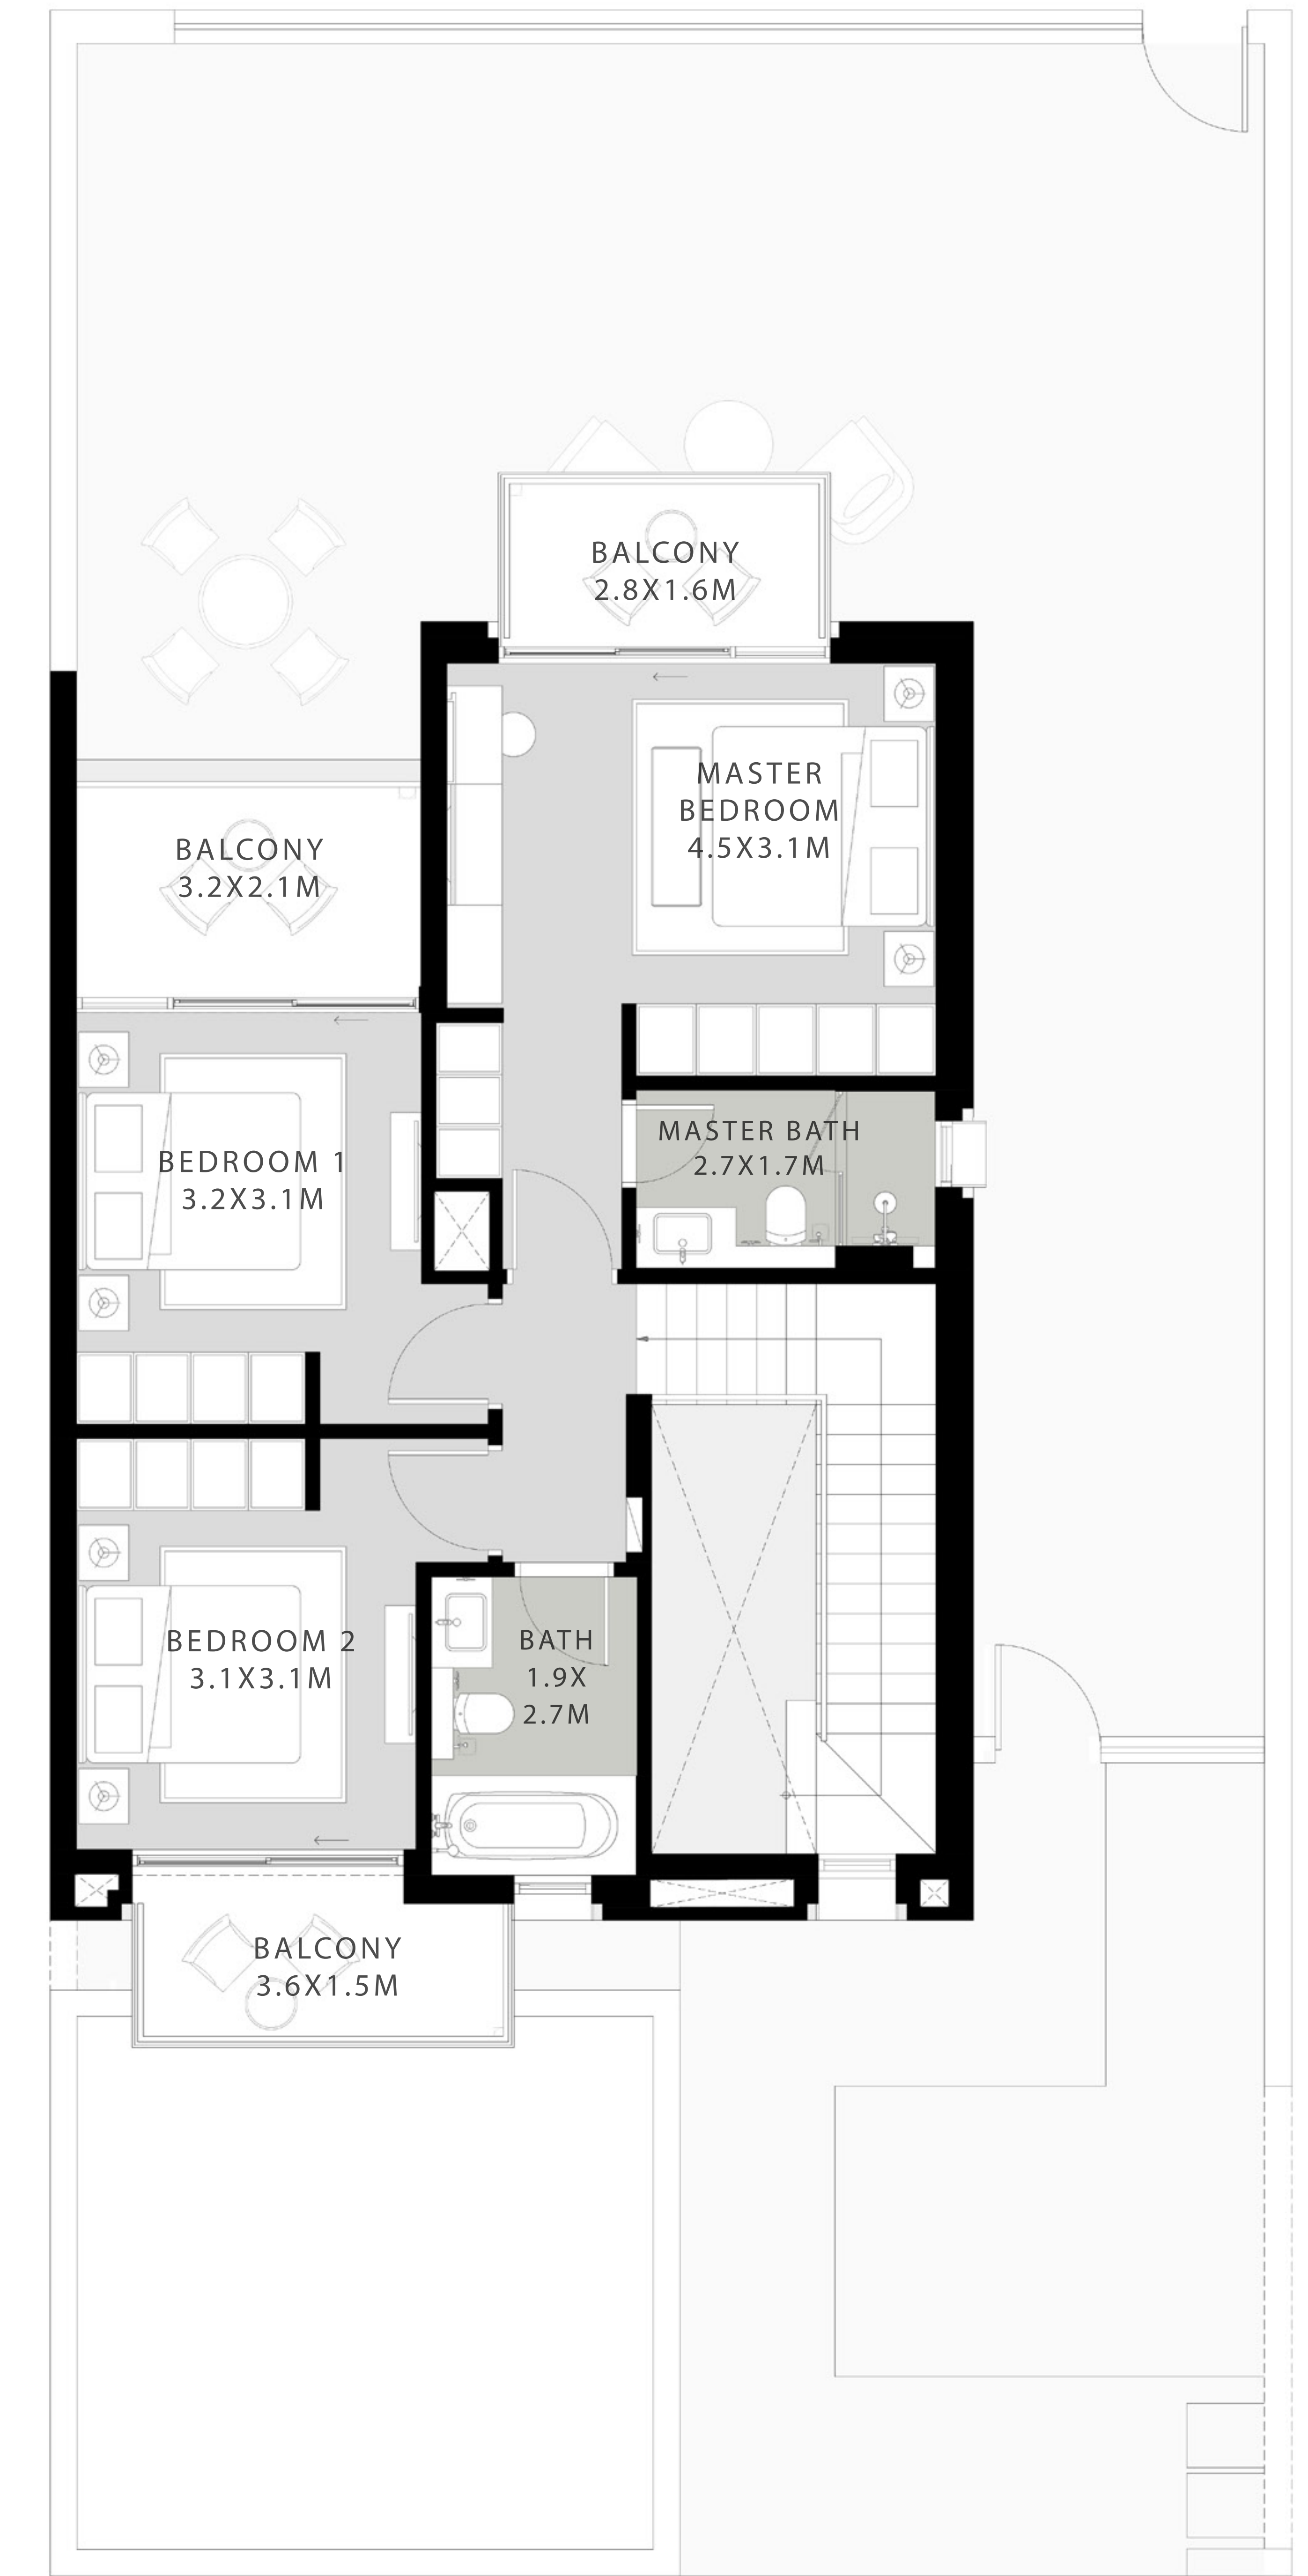 BALCONY
2.8X1.6M
MASTER
BEDROOM
4.5X3.1M
BALCONY
3.2X2.1M
MASTER BATH
2.7X1.7M
BEDROOM 1
3.2X3.1M
BEDROOM 2
3.1X3.1M
BATH
1.9X
2.7M
BALCONY
3.6X1.5M